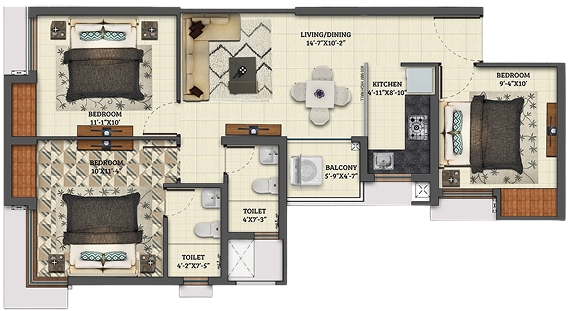 LIVING/DINING
14'-7"X10'-2"
BEDROOM
11'-1"X10'
KITCHEN
4'-11"X8'-10"
BEDROOM
9'-4"X10'
BEDROOM
10'X11'-4"
BALCONY
5'-9"X4'-7"
TOILET
4'X7'-3"
TOILET
4'-2"X7'-5"